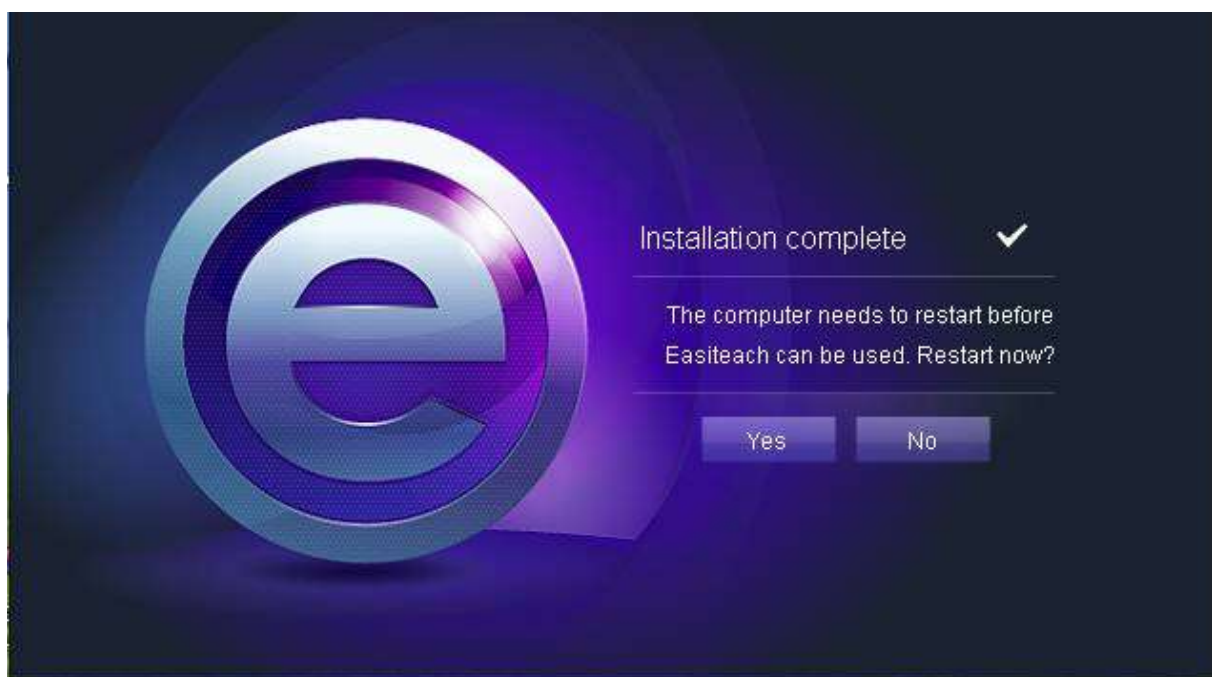 Installation complete
The computer needs to restart before
Easiteach can be used. Restart now?
Yes
No